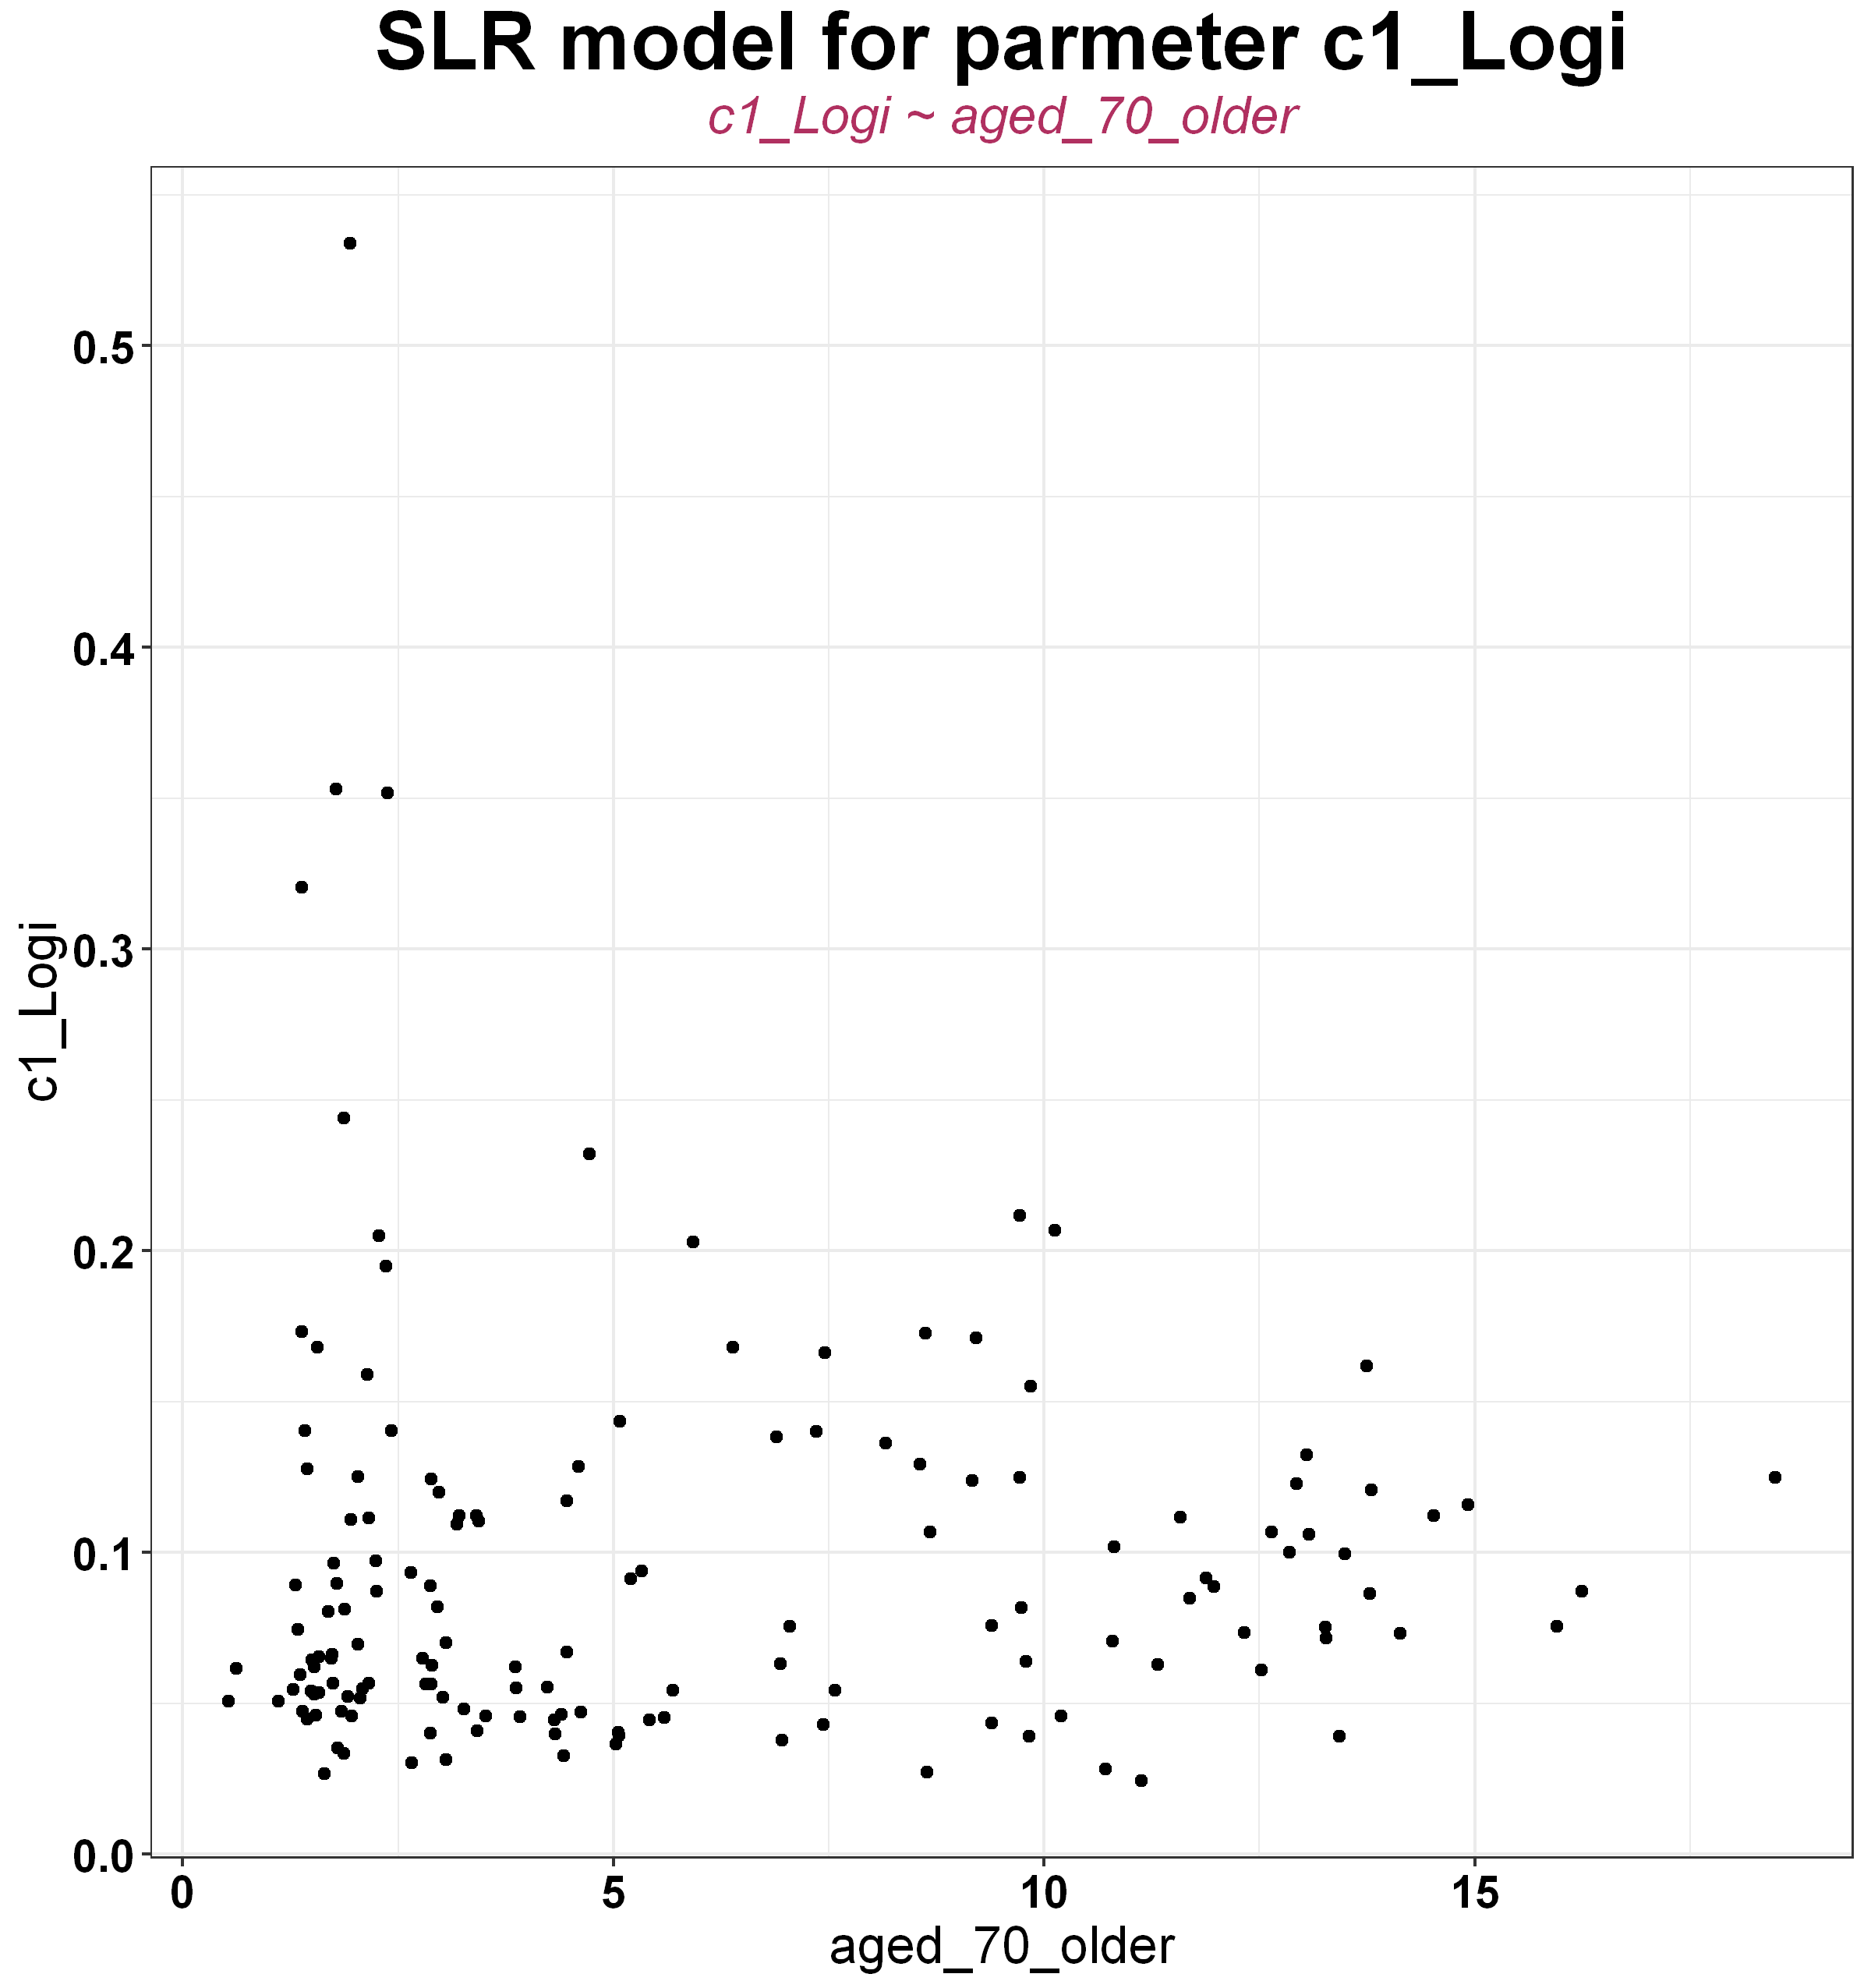 SLR model for parmeter c1_Logi
c1_Logi ~ aged_70_older
0.5
0.4
0.3
0.2
0.1
0.0
c1_Logi
0 5 10 15
aged_70_older